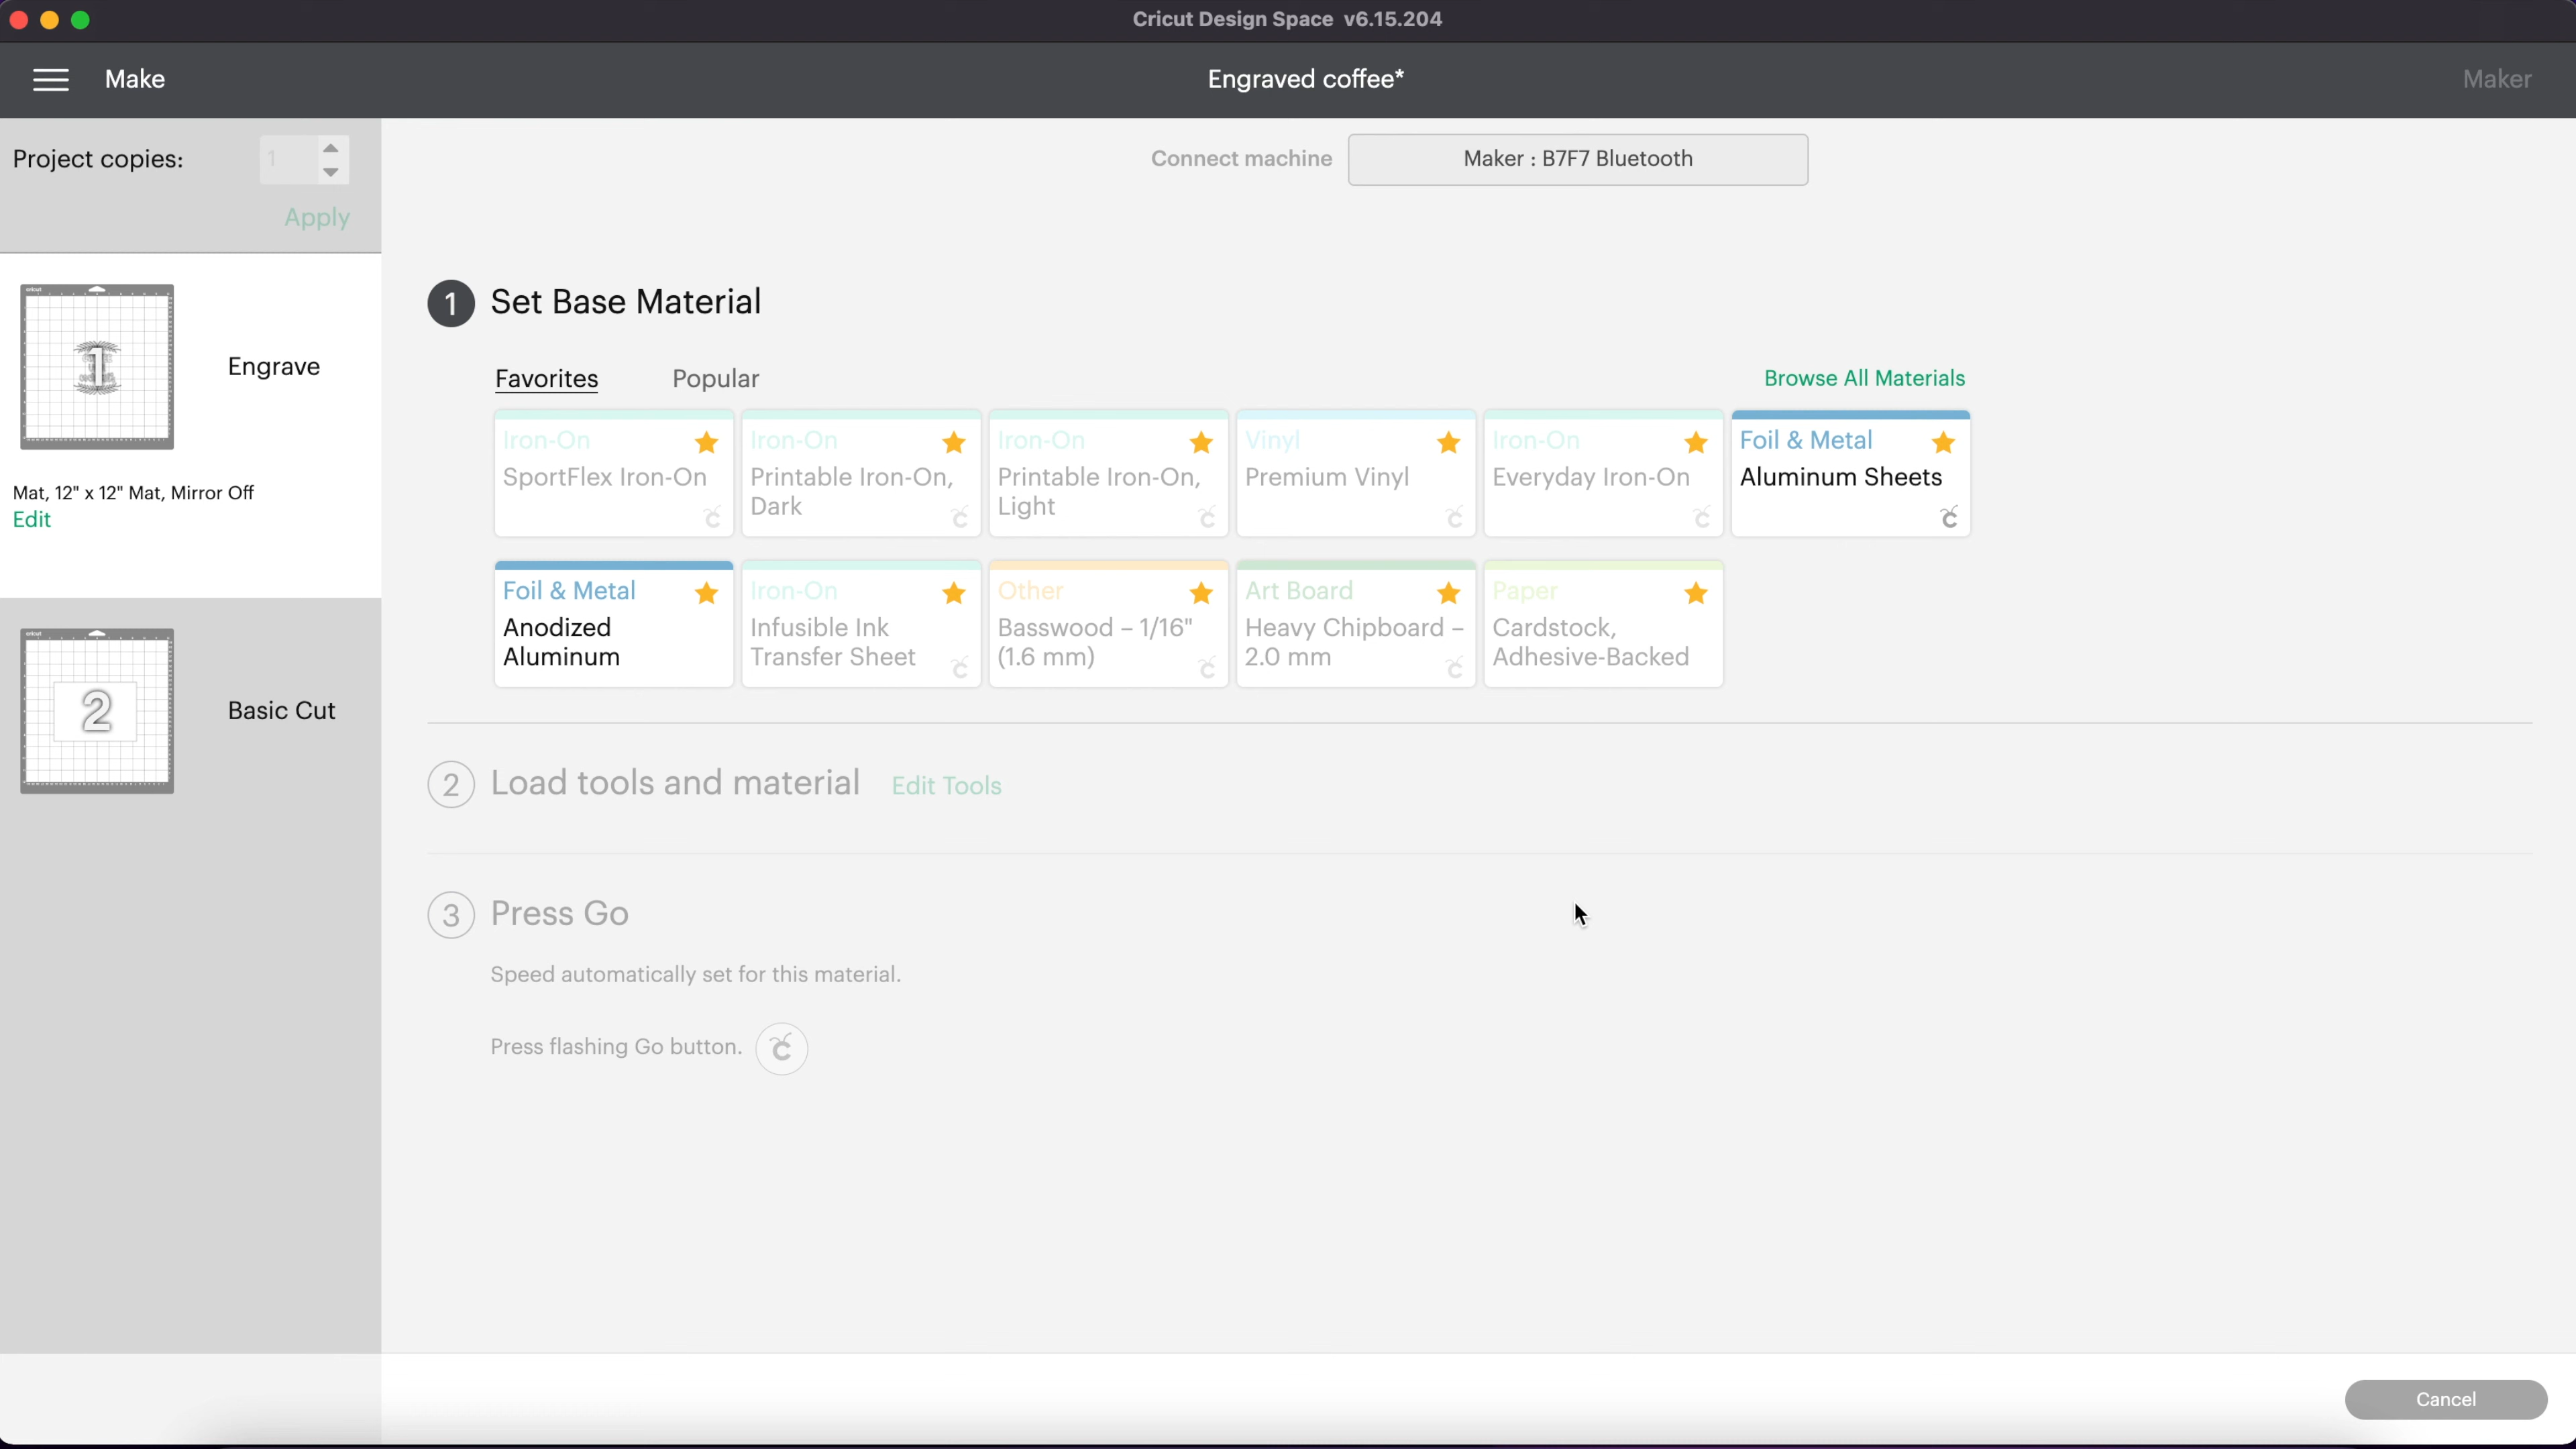 Cricut Design Space v6.15.204
Make
Engraved coffee*
Maker
Project copies:
1
Apply
Connect machine
Maker : B7F7 Bluetooth
1
Engrave
Mat, 12" x 12" Mat, Mirror Off
Edit
2
Basic Cut
1 Set Base Material
Favorites
Popular
Browse All Materials
Iron-On
SportFlex Iron-On
Iron-On
Printable Iron-On,
Dark
Iron-On
Printable Iron-On,
Light
Vinyl
Premium Vinyl
Iron-On
Everyday Iron-On
Foil & Metal
Aluminum Sheets
Foil & Metal
Anodized
Aluminum
Iron-On
Infusible Ink
Transfer Sheet
Other
Basswood – 1/16"
(1.6 mm)
Art Board
Heavy Chipboard –
2.0 mm
Paper
Cardstock,
Adhesive-Backed
2 Load tools and material
Edit Tools
3 Press Go
Speed automatically set for this material.
Press flashing Go button.
Cancel